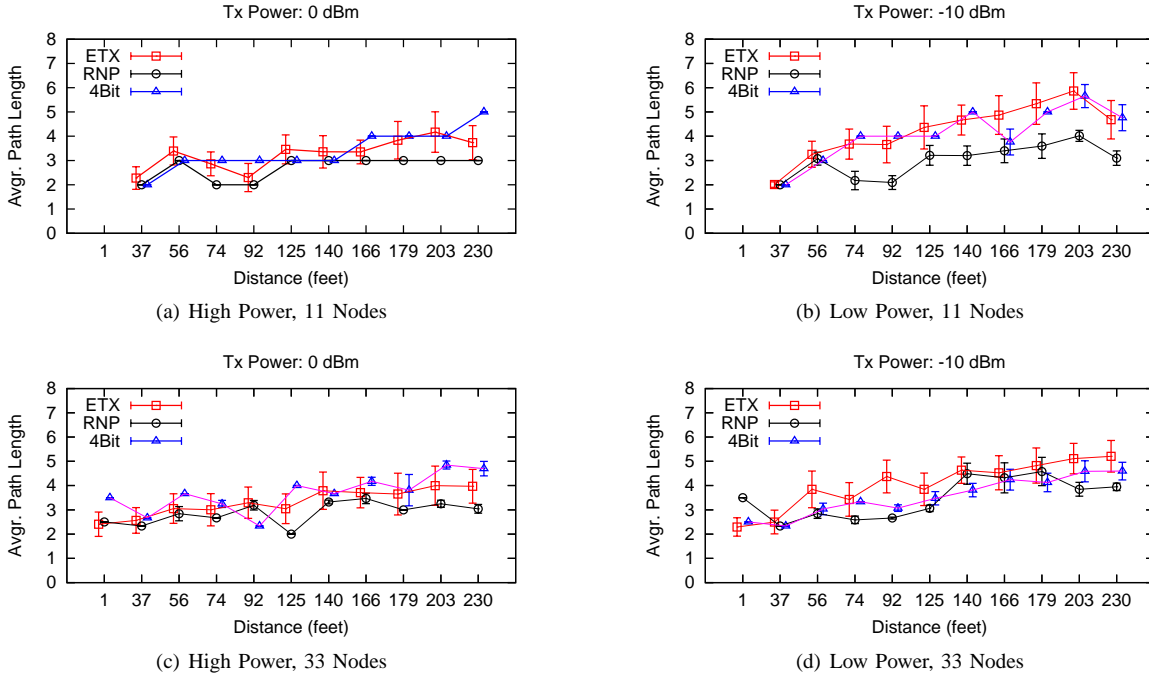 Tx Power: 0 dBm
8
7
6
5
4
3
2
1
0
Avgr. Path Length
ETX
RNP
4Bit
1 37 56 74 92 125 140 166 179 203 230
Distance (feet)
(a) High Power, 11 Nodes
Tx Power: -10 dBm
8
7
6
5
4
3
2
1
0
Avgr. Path Length
ETX
RNP
4Bit
1 37 56 74 92 125 140 166 179 203 230
Distance (feet)
(b) Low Power, 11 Nodes
Tx Power: 0 dBm
8
7
6
5
4
3
2
1
0
Avgr. Path Length
ETX
RNP
4Bit
1 37 56 74 92 125 140 166 179 203 230
Distance (feet)
(c) High Power, 33 Nodes
Tx Power: -10 dBm
8
7
6
5
4
3
2
1
0
Avgr. Path Length
ETX
RNP
4Bit
1 37 56 74 92 125 140 166 179 203 230
Distance (feet)
(d) Low Power, 33 Nodes